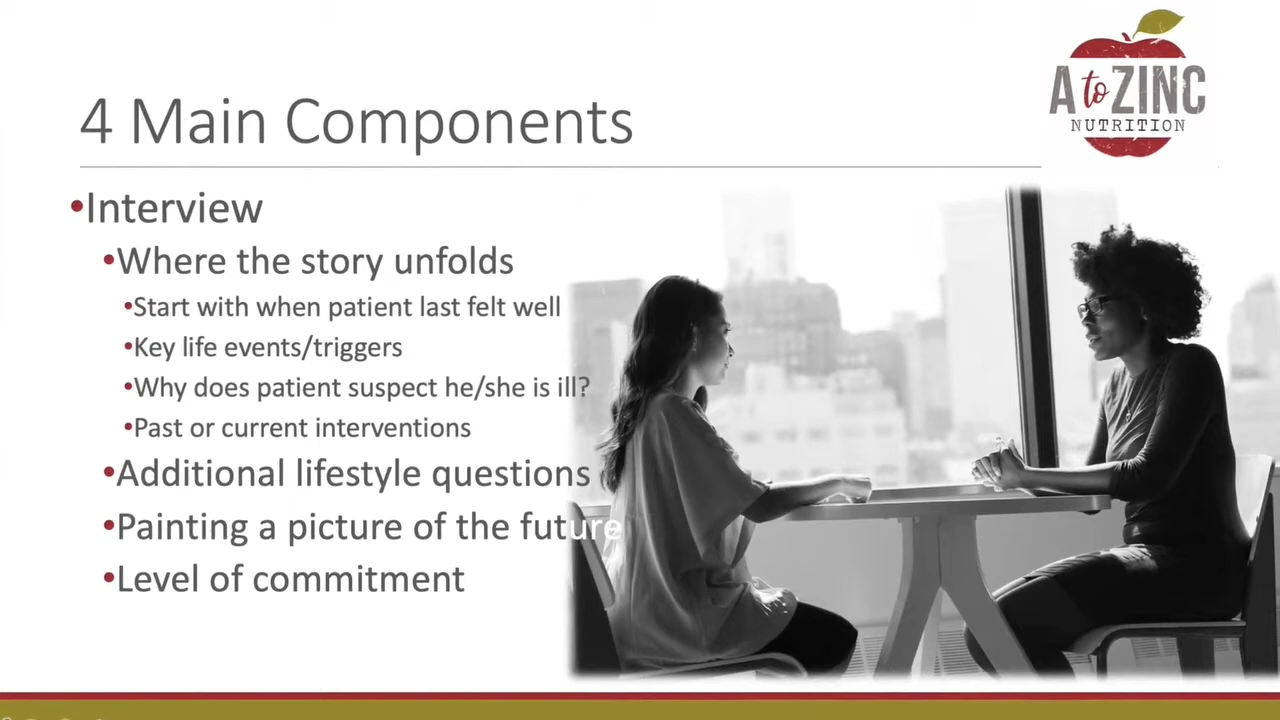 A to ZINC
NUTRITION
4 Main Components
•Interview
•Where the story unfolds
•Start with when patient last felt well
•Key life events/triggers
•Why does patient suspect he/she is ill?
•Past or current interventions
•Additional lifestyle questions
•Painting a picture of the future
•Level of commitment